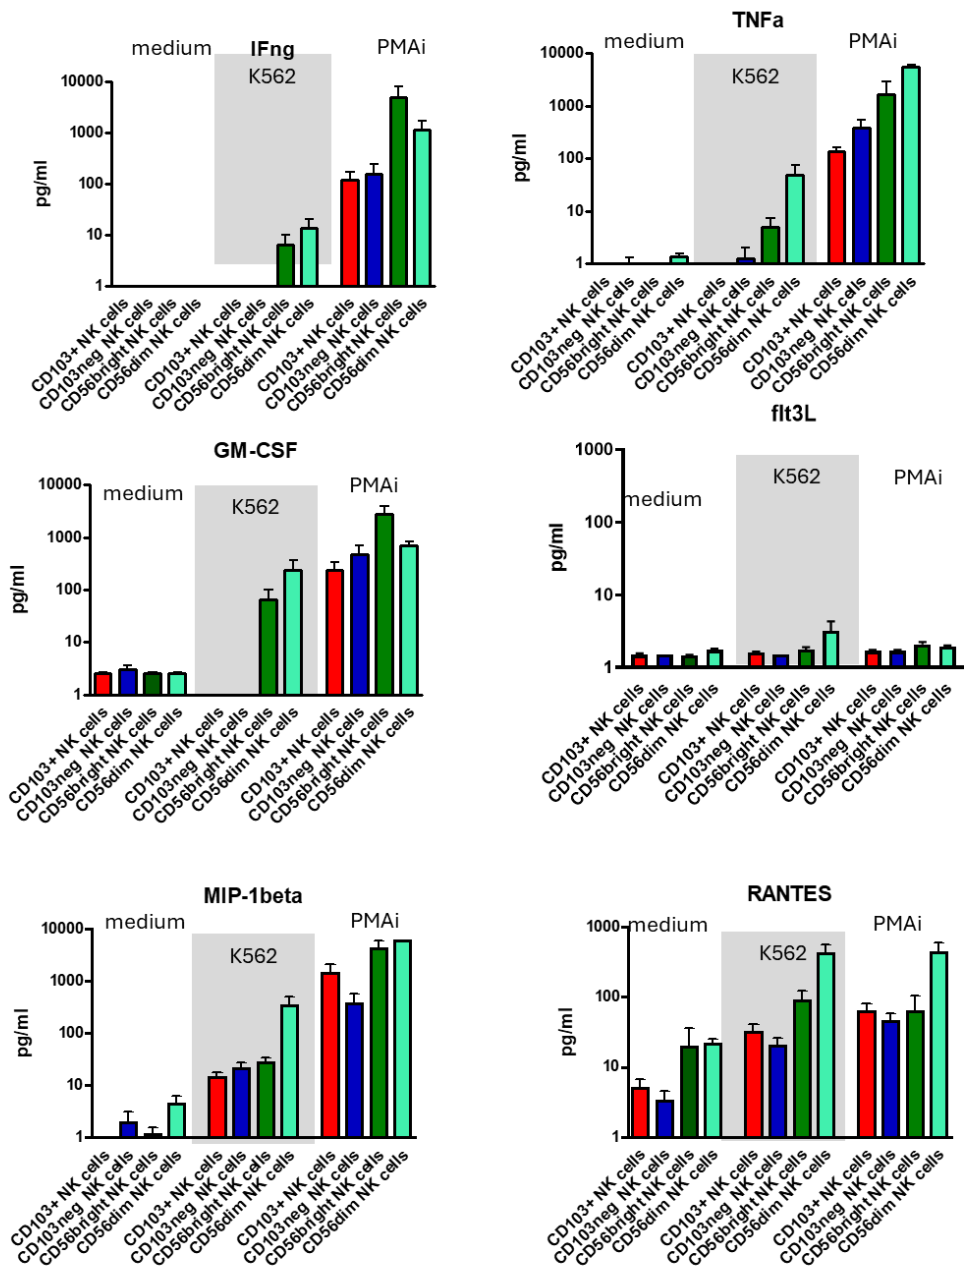 IFng
medium
K562
PMAi
10000
1000
100
10
1
pg/ml
CD103+ NK cells
CD103neg NK cells
CD56bright NK cells
CD56dim NK cells
CD103+ NK cells
CD103neg NK cells
CD56bright NK cells
CD56dim NK cells
CD103+ NK cells
CD103neg NK cells
CD56bright NK cells
CD56dim NK cells
TNFa
medium
K562
PMAi
10000
1000
100
10
1
pg/ml
CD103+ NK cells
CD103neg NK cells
CD56bright NK cells
CD56dim NK cells
CD103+ NK cells
CD103neg NK cells
CD56bright NK cells
CD56dim NK cells
CD103+ NK cells
CD103neg NK cells
CD56bright NK cells
CD56dim NK cells
GM-CSF
medium
K562
PMAi
10000
1000
100
10
1
pg/ml
CD103+ NK cells
CD103neg NK cells
CD56bright NK cells
CD56dim NK cells
CD103+ NK cells
CD103neg NK cells
CD56bright NK cells
CD56dim NK cells
CD103+ NK cells
CD103neg NK cells
CD56bright NK cells
CD56dim NK cells
flt3L
medium
K562
PMAi
1000
100
10
1
pg/ml
CD103+ NK cells
CD103neg NK cells
CD56bright NK cells
CD56dim NK cells
CD103+ NK cells
CD103neg NK cells
CD56bright NK cells
CD56dim NK cells
CD103+ NK cells
CD103neg NK cells
CD56bright NK cells
CD56dim NK cells
MIP-1beta
medium
K562
PMAi
10000
1000
100
10
1
pg/ml
CD103+ NK cells
CD103neg NK cells
CD56bright NK cells
CD56dim NK cells
CD103+ NK cells
CD103neg NK cells
CD56bright NK cells
CD56dim NK cells
CD103+ NK cells
CD103neg NK cells
CD56bright NK cells
CD56dim NK cells
RANTES
medium
K562
PMAi
1000
100
10
1
pg/ml
CD103+ NK cells
CD103neg NK cells
CD56bright NK cells
CD56dim NK cells
CD103+ NK cells
CD103neg NK cells
CD56bright NK cells
CD56dim NK cells
CD103+ NK cells
CD103neg NK cells
CD56bright NK cells
CD56dim NK cells